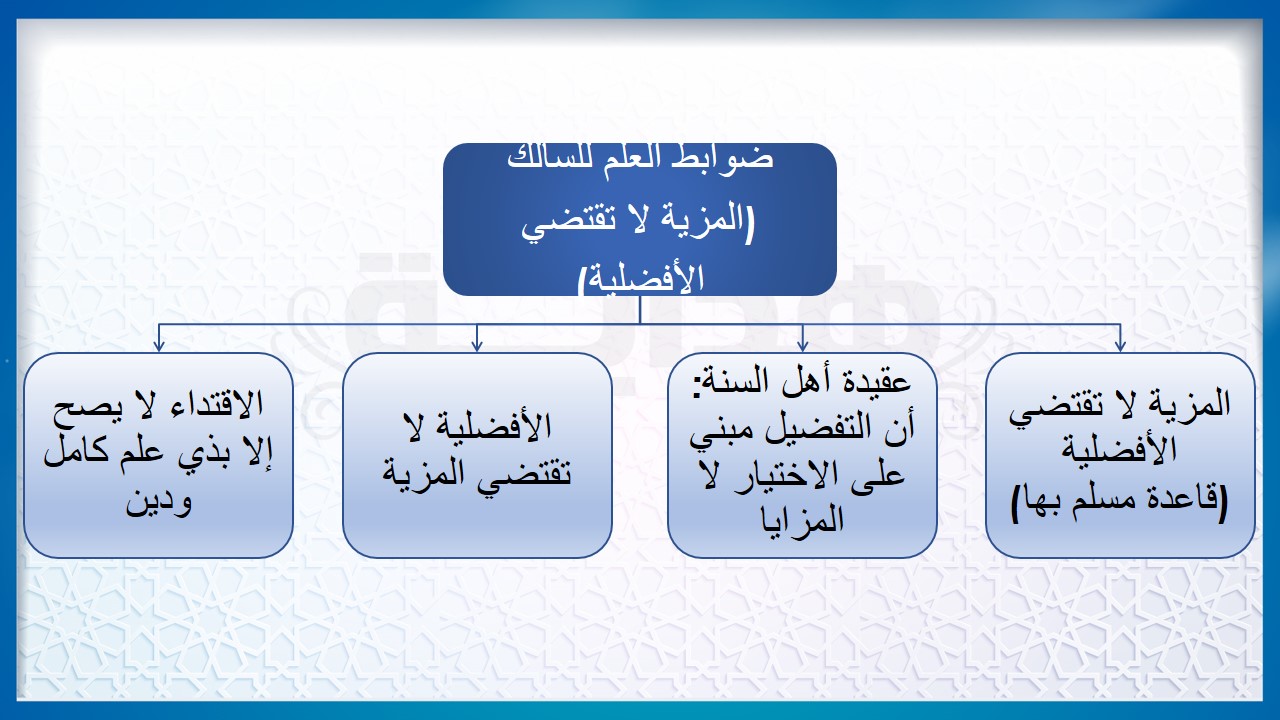 ضوابط العلم للسالك
(المزية لا تقتضي
الأفضلية)
المزية لا تقتضي
الأفضلية
(قاعدة مسلم بها)
عقيدة أهل السنة:
أن التفضيل مبني
على الاختيار لا
المزايا
الأفضلية لا
تقتضي المزية
الاقتداء لا يصح
إلا بذي علم كامل
ودين
هداية